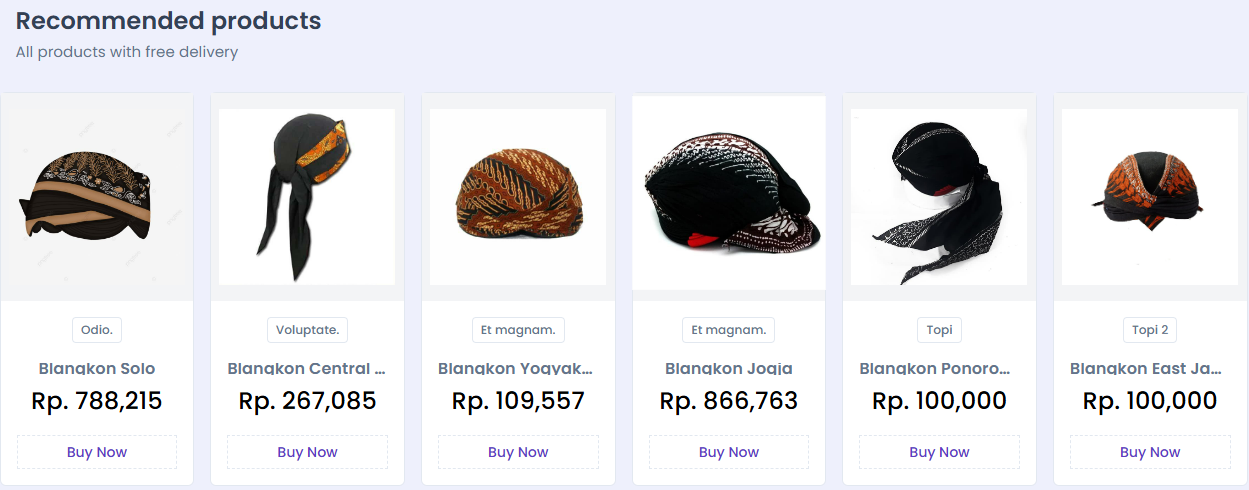 Recommended products
All products with free delivery
Odio.
Blangkon Solo
Rp. 788,215
Buy Now
Voluptate.
Blangkon Central ...
Rp. 267,085
Buy Now
Et magnam.
Blangkon Yogyak...
Rp. 109,557
Buy Now
Et magnam.
Blangkon Jogja
Rp. 866,763
Buy Now
Topi
Blangkon Ponoro...
Rp. 100,000
Buy Now
Topi 2
Blangkon East Ja...
Rp. 100,000
Buy Now